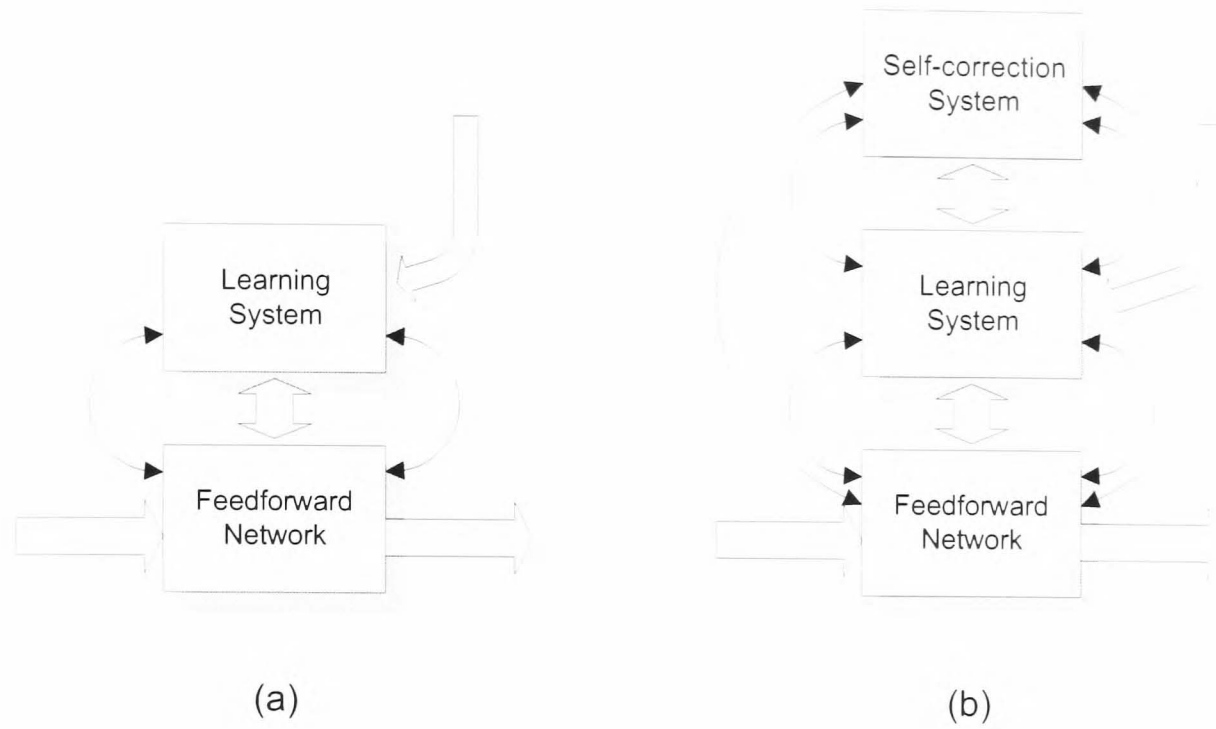 Learning
System
Feedforward
Network
(a)
Self-correction
System
Learning
System
Feedforward
Network
(b)